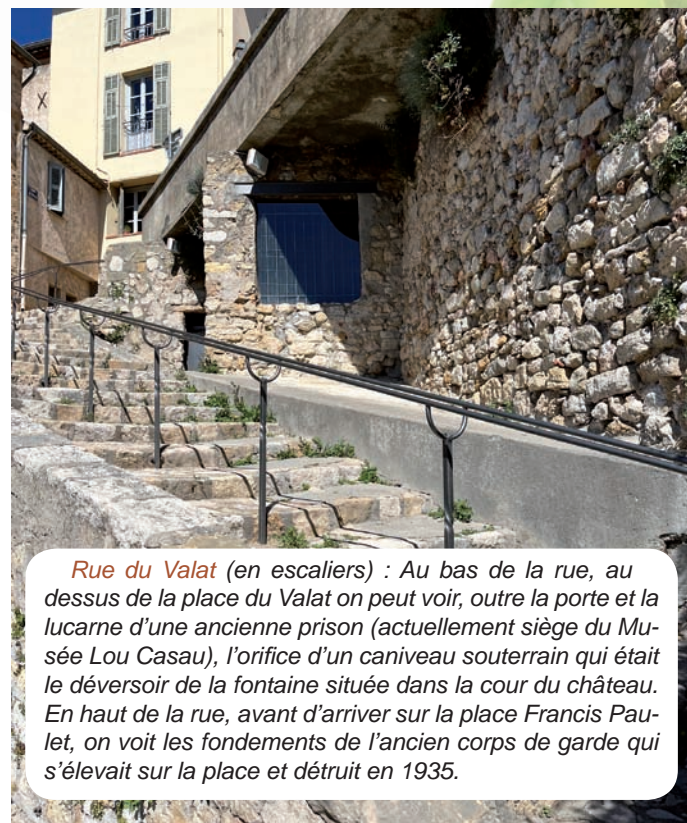 Rue du Valat (en escaliers) : Au bas de la rue, au
dessus de la place du Valat on peut voir, outre la porte et la
lucarne d'une ancienne prison (actuellement siège du Mu-
sée Lou Casau), l'orifice d'un caniveau souterrain qui était
le déversoir de la fontaine située dans la cour du château.
En haut de la rue, avant d'arriver sur la place Francis Pau-
let, on voit les fondements de l'ancien corps de garde qui
s'élevait sur la place et détruit en 1935.